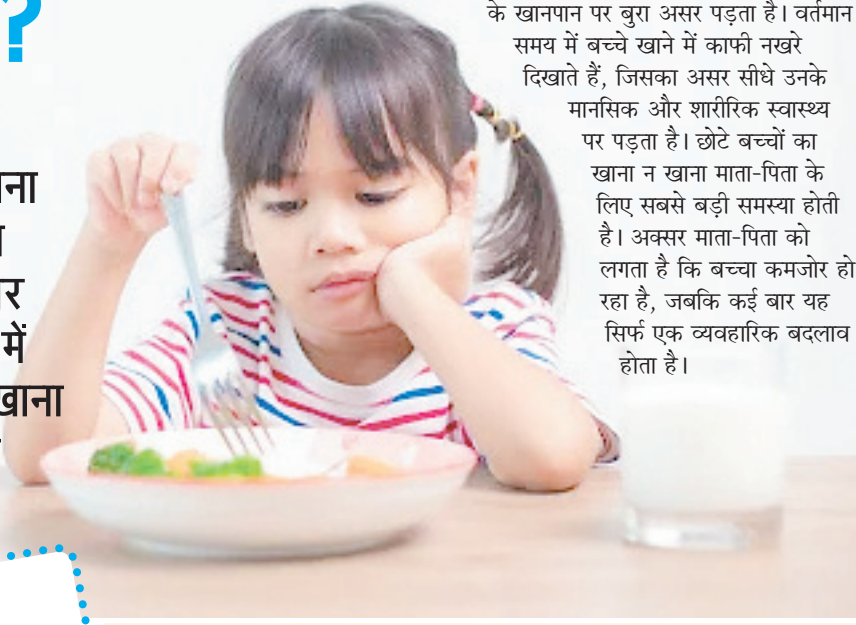 ?
के खानपान पर बुरा असर पड़ता है। वर्तमान
समय में बच्चे खाने में काफी नखरे
दिखाते हैं, जिसका असर सीधे उनके
मानसिक और शारीरिक स्वास्थ्य
पर पड़ता है। छोटे बच्चों का
खाना न खाना माता-पिता के
लिए सबसे बड़ी समस्या होती
है। अक्सर माता-पिता को
लगता है कि बच्चा कमजोर हो
रहा है, जबकि कई बार यह
सिर्फ एक व्यवहारिक बदलाव
होता है।
में